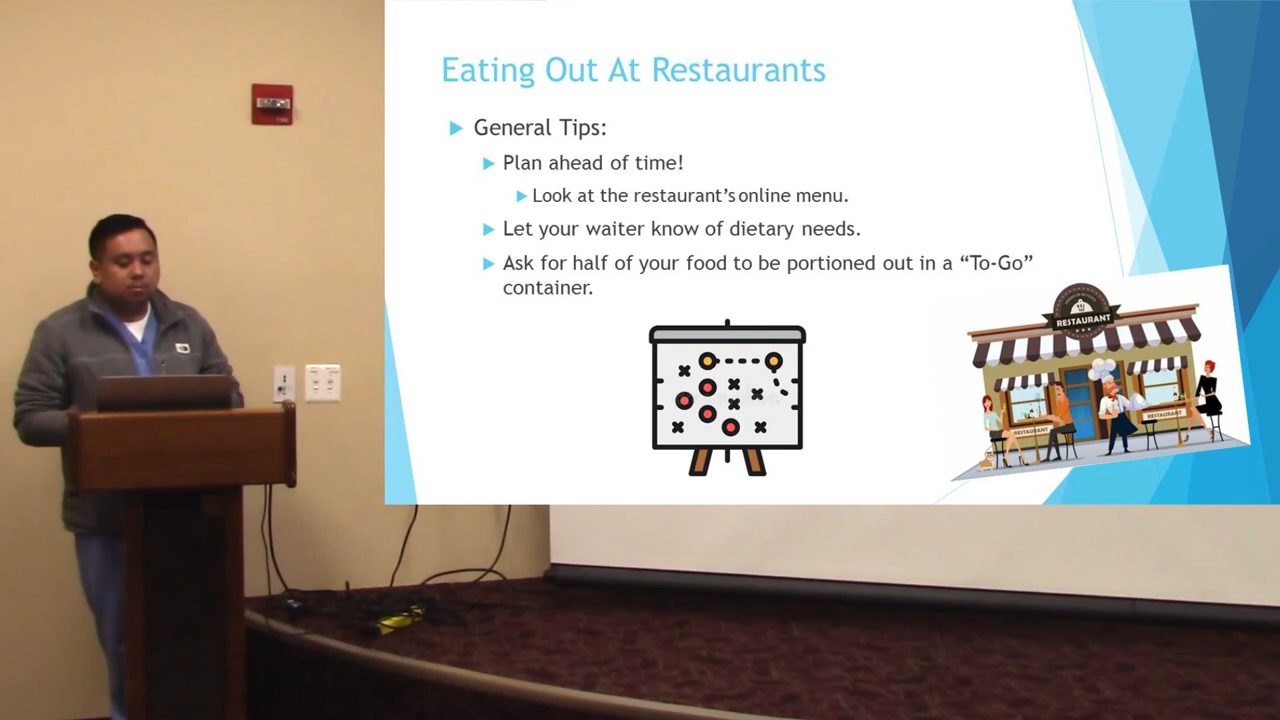 Eating Out At Restaurants
General Tips:
Plan ahead of time!
Look at the restaurant's online menu.
Let your waiter know of dietary needs.
Ask for half of your food to be portioned out in a “To-Go”
container.
RESTAURANT
RESTAURANT
RESTAURANT